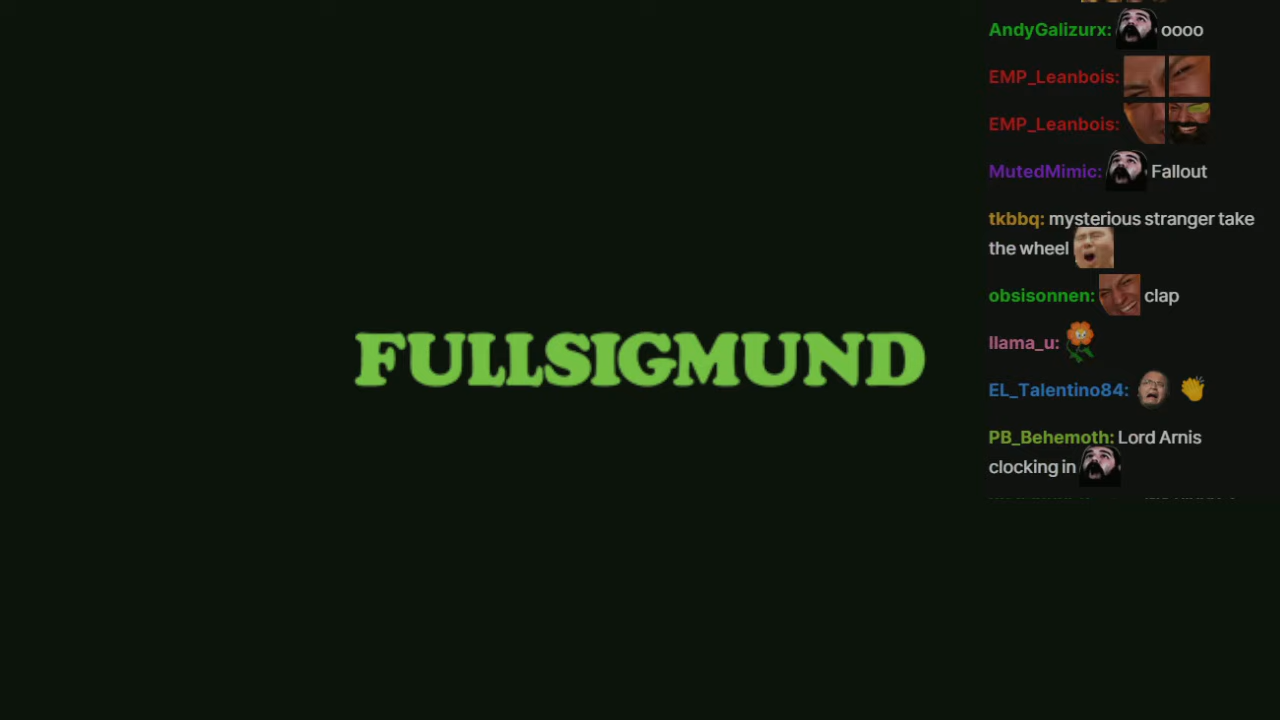 FULLSIGMUND
AndyGalizurx: oooo
EMP_Leanbois:
EMP_Leanbois:
MutedMimic: Fallout
tkbbq: mysterious stranger take
the wheel
obsisonnen: clap
llama_u:
EL_Talentino84:
PB_Behemoth: Lord Arnis
clocking in